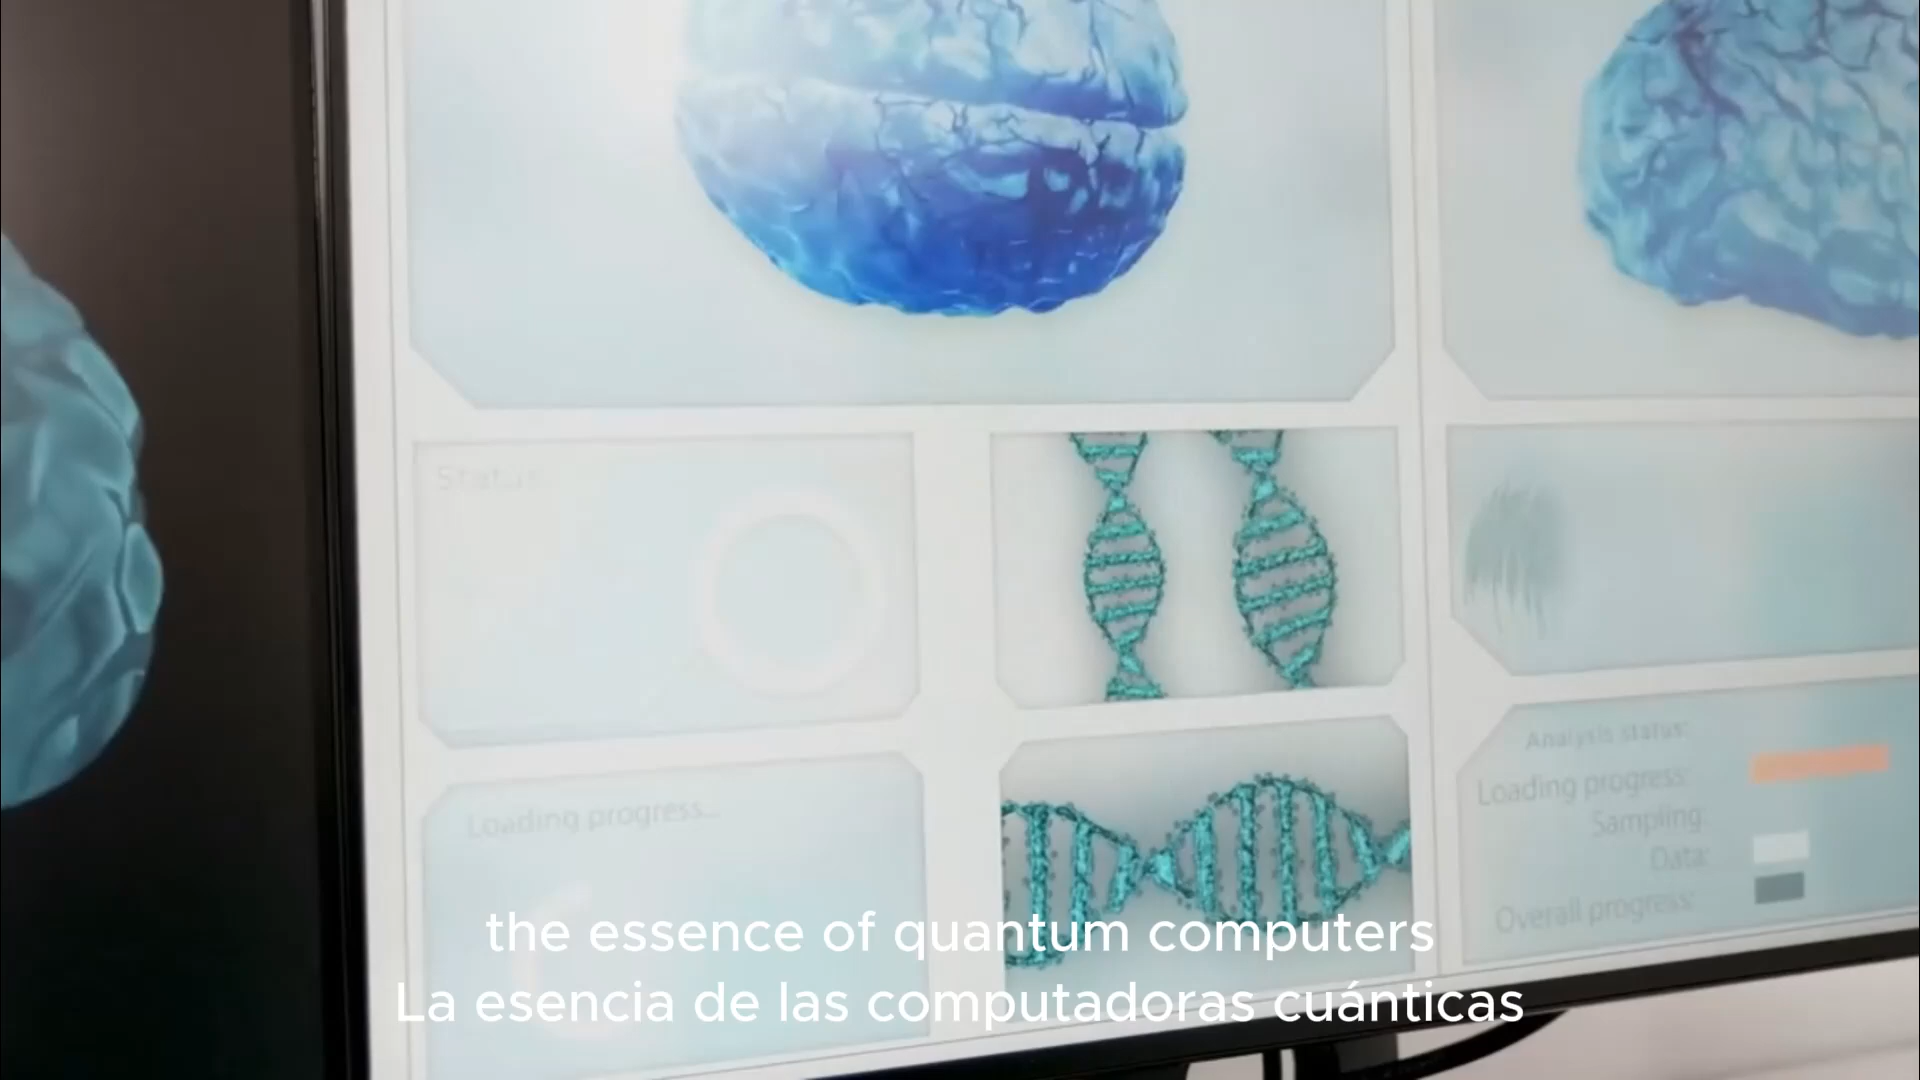 Status
Loading progress...
Analysis status:
Loading progress:
Sampling:
Data:
Overall progress:
the essence of quantum computers
La esencia de las computadoras cuánticas